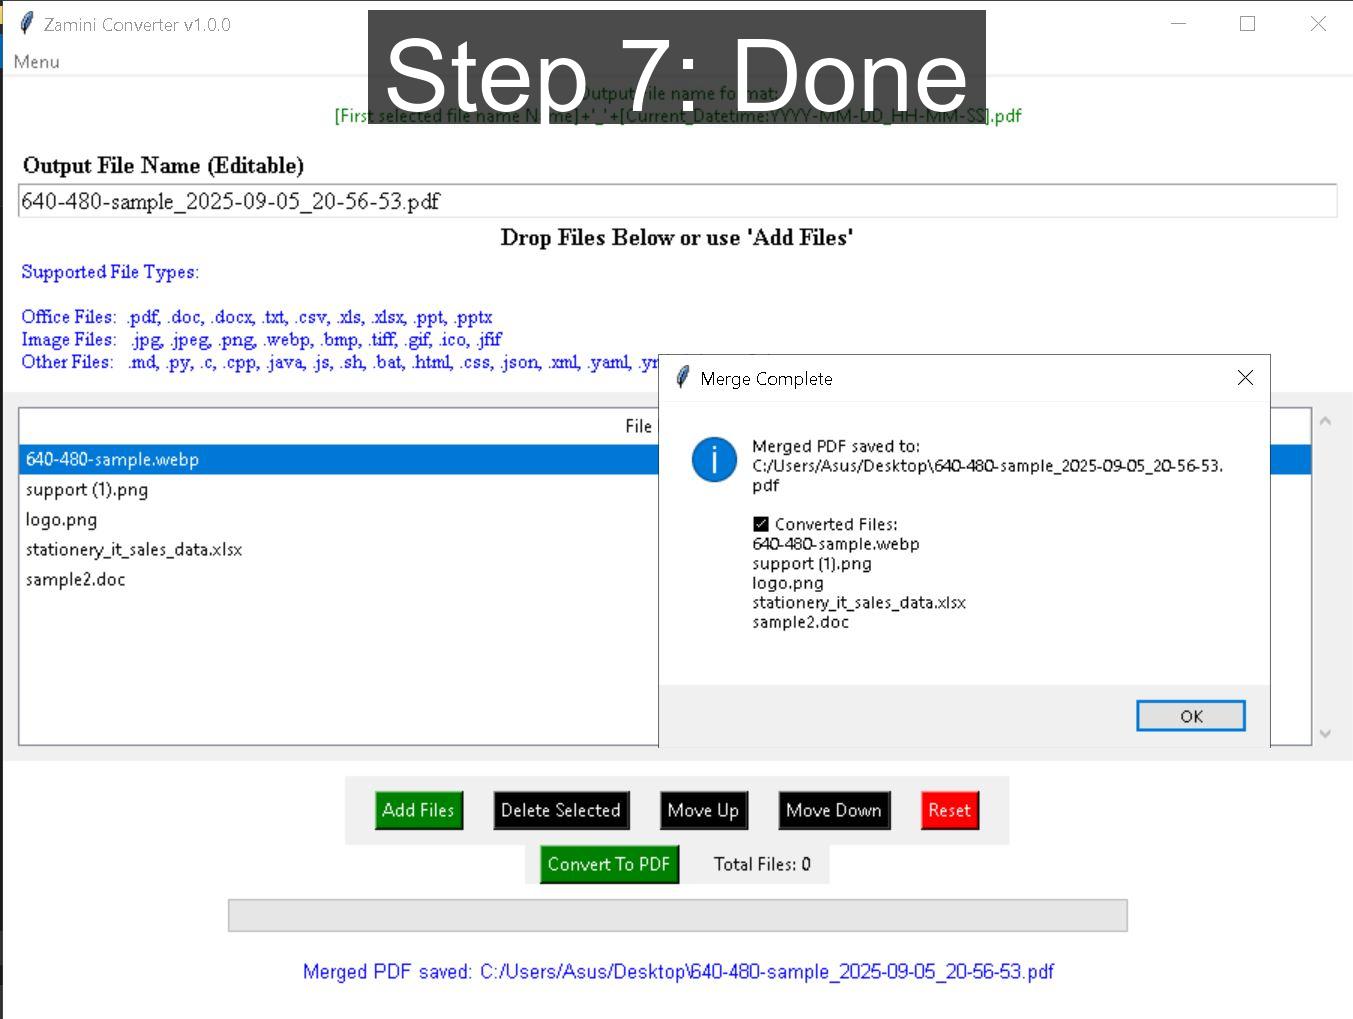 Zamini Converter v1.0.0
Menu
Step 7: Done
Output file name format:
[First selected file name Name]+'_'+[Current_Datetime:YYYY-MM-DD_HH-MM-SS].pdf
Output File Name (Editable)
640-480-sample_2025-09-05_20-56-53.pdf
Drop Files Below or use 'Add Files'
Supported File Types:
Office Files: .pdf, .doc, .docx, .txt, .csv, .xls, .xlsx, .ppt, .pptx
Image Files: .jpg, .jpeg, .png, .webp, .bmp, .tiff, .gif, .ico, .jfif
Other Files: .md, .py, .c, .cpp, .java, .js, .sh, .bat, .html, .css, .json, .xml, .yaml,
File
640-480-sample.webp
support (1).png
logo.png
stationery_it_sales_data.xlsx
sample2.doc
Merge Complete
Merged PDF saved to:
C:/Users/Asus/Desktop\640-480-sample_2025-09-05_20-56-53.
pdf
Converted Files:
640-480-sample.webp
support (1).png
logo.png
stationery_it_sales_data.xlsx
sample2.doc
OK
Add Files
Delete Selected
Move Up
Move Down
Reset
Convert To PDF
Total Files: 0
Merged PDF saved: C:/Users/Asus/Desktop\640-480-sample_2025-09-05_20-56-53.pdf